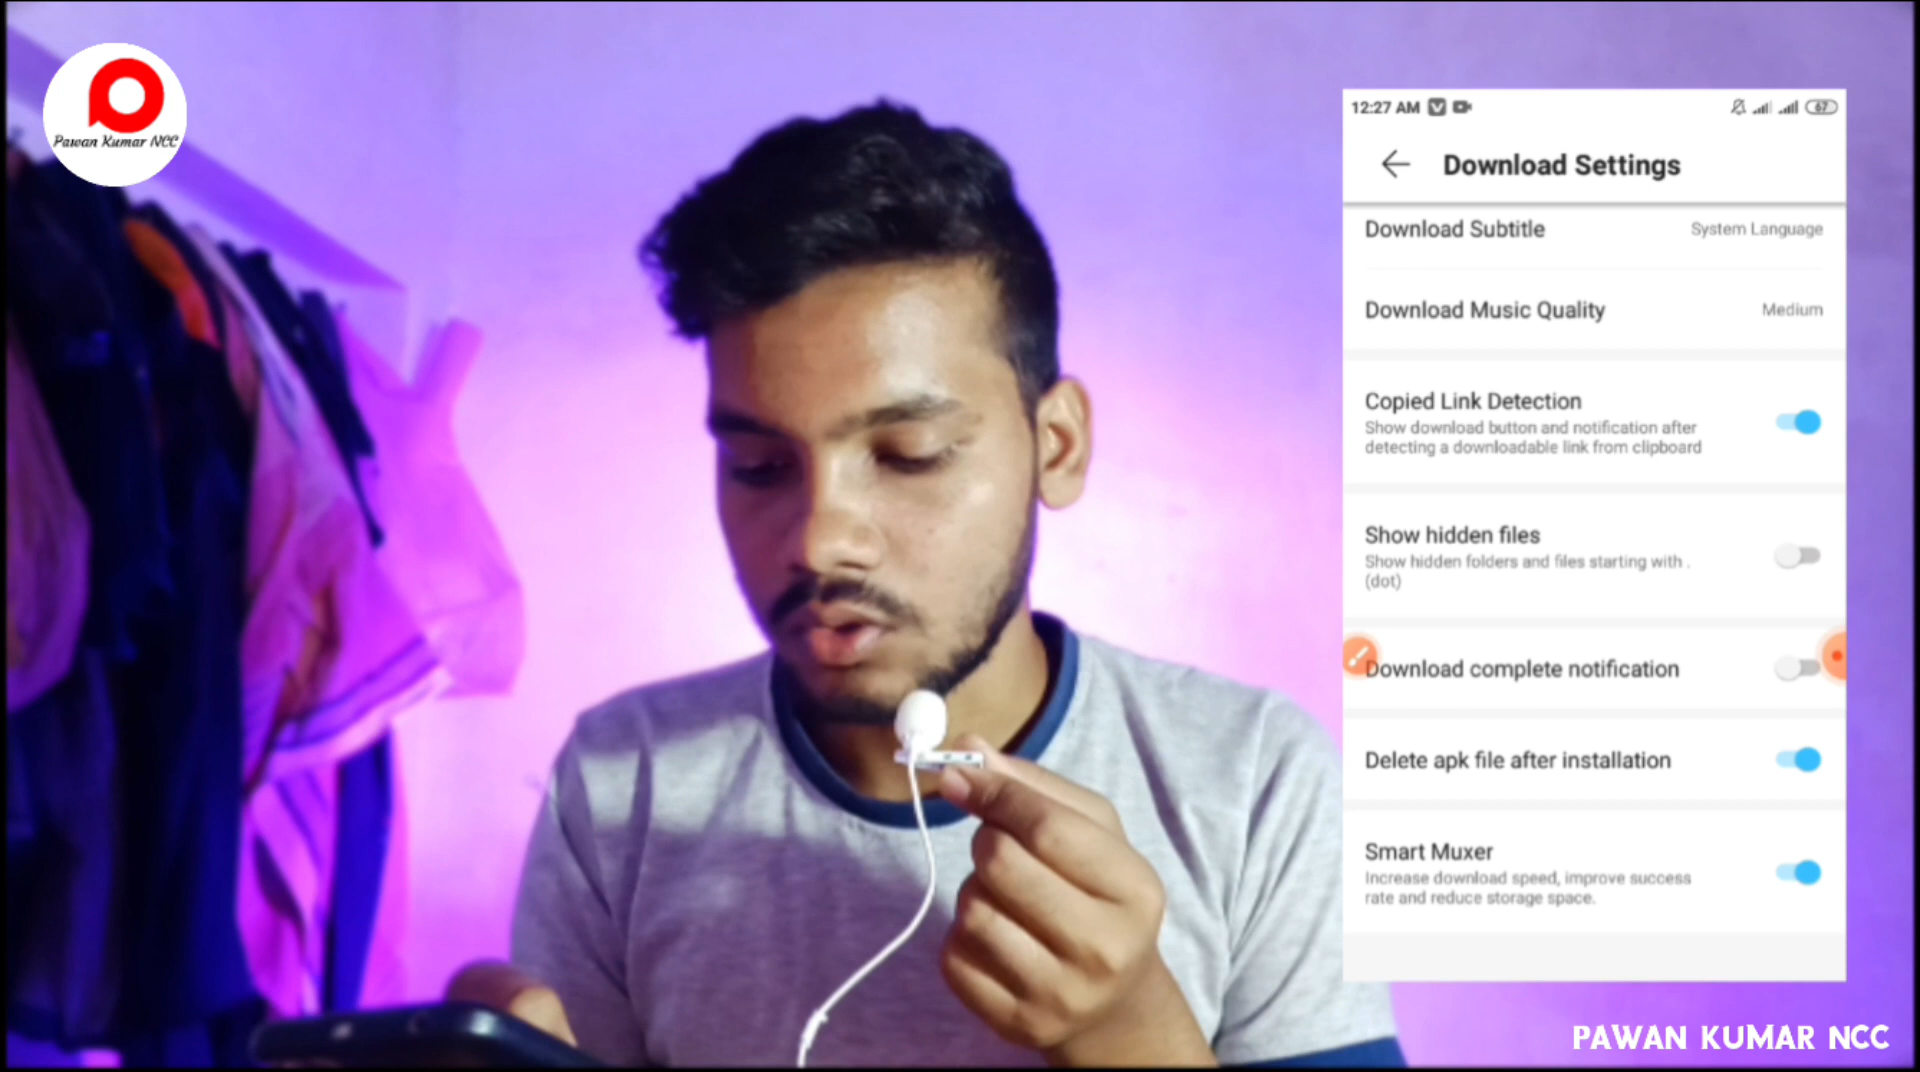 Pawan Kumar NCC
12:27 AM
67
Download Settings
Download Subtitle
System Language
Download Music Quality
Medium
Copied Link Detection
Show download button and notification after
detecting a downloadable link from clipboard
Show hidden files
Show hidden folders and files starting with .
(dot)
Download complete notification
Delete apk file after installation
Smart Muxer
Increase download speed, improve success
rate and reduce storage space.
PAWAN KUMAR NCC